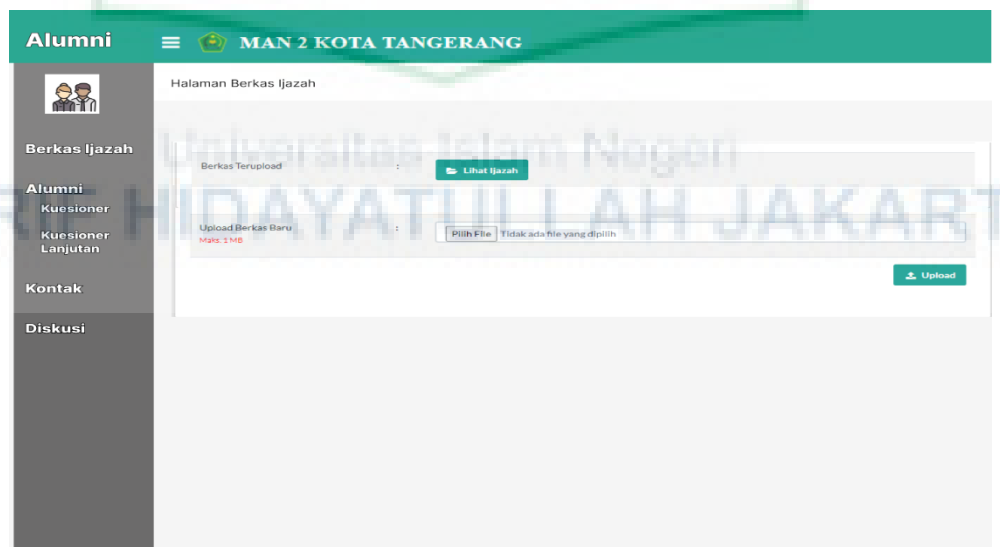 Alumni
MAN 2 KOTA TANGERANG
Halaman Berkas Ijazah
Berkas Ijazah
Alumni
Kuesioner
Kuesioner
Lanjutan
Kontak
Diskusi
Universitas Islam Negeri
RIF HIDAYATULLAH JAKART
Berkas Terupload :
Lihat Ijazah
Upload Berkas Baru :
Maks. 1 MB
Pilih File Tidak ada file yang dipilih
Upload